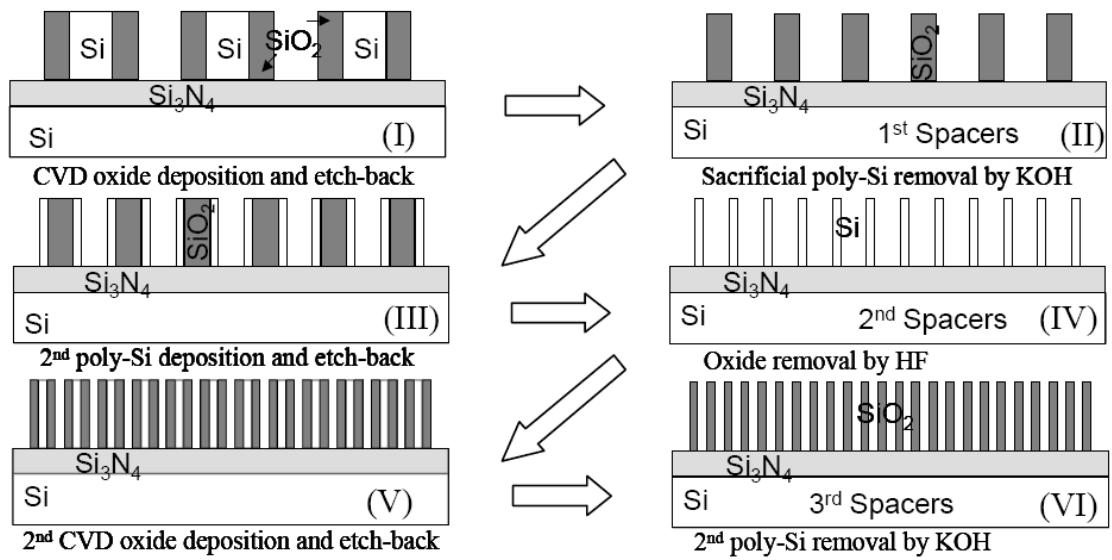 Si Si SiO₂ Si
Si₃N₄
Si (I)
CVD oxide deposition and etch-back
SiO₂
Si₃N₄
Si 1st Spacers (II)
Sacrificial poly-Si removal by KOH
SiO₂
Si₃N₄
Si (III)
2nd poly-Si deposition and etch-back
Si
Si₃N₄
Si 2nd Spacers (IV)
Oxide removal by HF
Si₃N₄
Si (V)
2nd CVD oxide deposition and etch-back
SiO₂
Si₃N₄
Si 3rd Spacers (VI)
2nd poly-Si removal by KOH